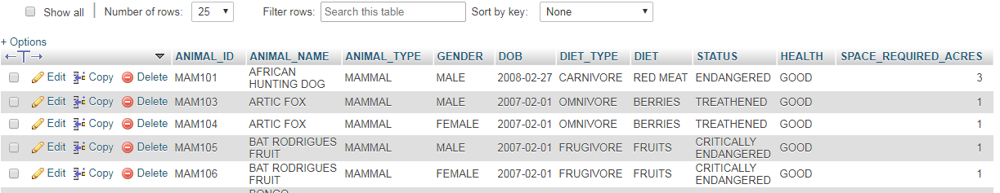 Show all | Number of rows: 25 Filter rows: Search this table Sort by key: None
+ Options
ANIMAL_ID ANIMAL_NAME ANIMAL_TYPE GENDER DOB DIET_TYPE DIET STATUS HEALTH SPACE_REQUIRED_ACRES
Edit Copy Delete MAM101 AFRICAN HUNTING DOG MAMMAL MALE 2008-02-27 CARNIVORE RED MEAT ENDANGERED GOOD 3
Edit Copy Delete MAM103 ARTIC FOX MAMMAL MALE 2007-02-01 OMNIVORE BERRIES TREATHENED GOOD 1
Edit Copy Delete MAM104 ARTIC FOX MAMMAL FEMALE 2007-02-01 OMNIVORE BERRIES TREATHENED GOOD 1
Edit Copy Delete MAM105 BAT RODRIGUES FRUIT MAMMAL MALE 2007-02-01 FRUGIVORE FRUITS CRITICALLY ENDANGERED GOOD 1
Edit Copy Delete MAM106 BAT RODRIGUES FRUIT MAMMAL FEMALE 2007-02-01 FRUGIVORE FRUITS CRITICALLY ENDANGERED GOOD 1